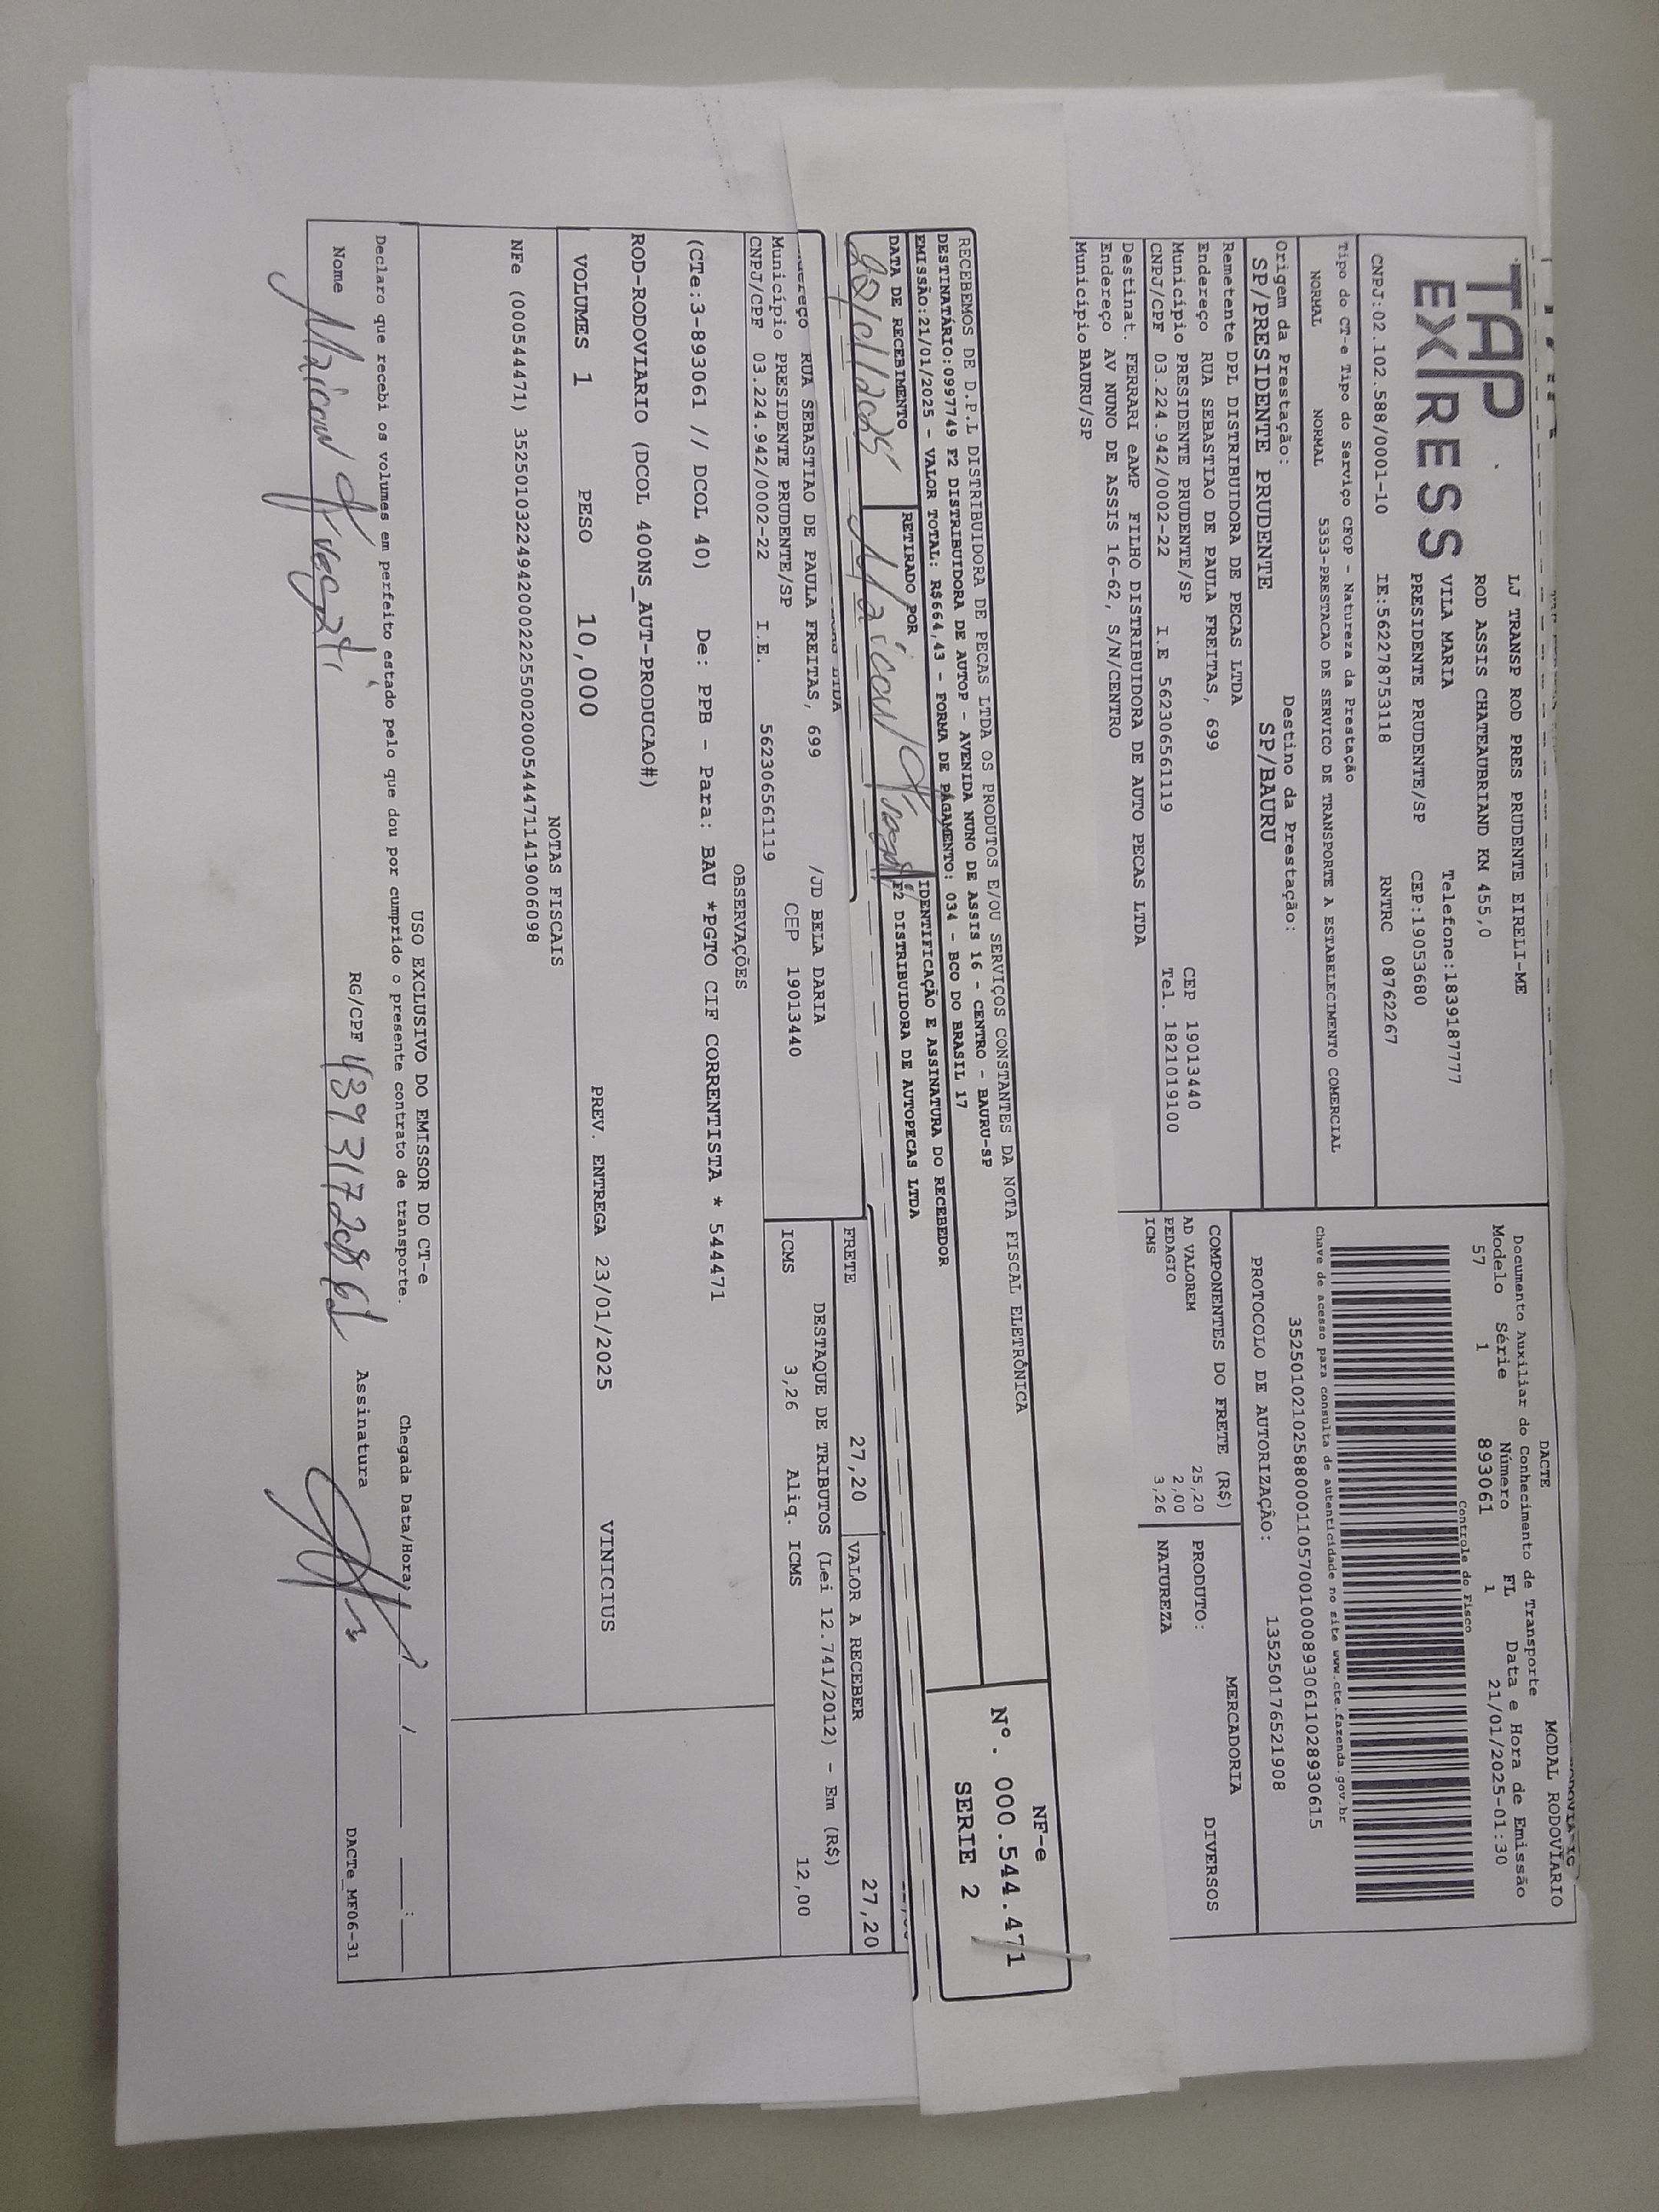 TAP
EXPRESS
LJ TRANSP ROD PRES PRUDENTE EIRELI-ME
ROD ASSIS CHATEAUBRIAND KM 455,0
VILA MARIA Telefone:1839187777
PRESIDENTE PRUDENTE/SP CEP:19053680
CNPJ:02.102.588/0001-10 IE:562278753118 RNTRC 08762267
DACTE MODAL RODOVIARIO
Documento Auxiliar do Conhecimento de Transporte
Modelo Série Número FL Data e Hora de Emissão
57 1 893061 1 21/01/2025-01:30
Controle do Fisco
Chave de acesso para consulta de autenticidade no site www.cte.fazenda.gov.br
35250102102588000110570010008930611028930615
PROTOCOLO DE AUTORIZAÇÃO: 135250176521908
Tipo do CT-e Tipo do Serviço CFOP - Natureza da Prestação
NORMAL NORMAL 5353-PRESTACAO DE SERVICO DE TRANSPORTE A ESTABELECIMENTO COMERCIAL
Origem da Prestação: Destino da Prestação:
SP/PRESIDENTE PRUDENTE SP/BAURU
Remetente DPL DISTRIBUIDORA DE PECAS LTDA
Endereço RUA SEBASTIAO DE PAULA FREITAS, 699
Município PRESIDENTE PRUDENTE/SP CEP 19013440
CNPJ/CPF 03.224.942/0002-22 I.E 562306561119 Tel. 1821019100
Destinat. FERRARI eAMP FILHO DISTRIBUIDORA DE AUTO PECAS LTDA
Endereço AV NUNO DE ASSIS 16-62, S/N/CENTRO
Município BAURU/SP
COMPONENTES DO FRETE (R$)
AD VALOREM 25,20
PEDAGIO 2,00
ICMS 3,26
MERCADORIA
PRODUTO: DIVERSOS
NATUREZA
RECEBEMOS DE D.P.L DISTRIBUIDORA DE PECAS LTDA OS PRODUTOS E/OU SERVIÇOS CONSTANTES DA NOTA FISCAL ELETRÔNICA
DESTINATÁRIO:0997749 F2 DISTRIBUIDORA DE AUTOP - AVENIDA NUNO DE ASSIS 16 - CENTRO - BAURU-SP
EMISSÃO:21/01/2025 - VALOR TOTAL: R$664,43 - FORMA DE PAGAMENTO: 034 - BCO DO BRASIL 17
DATA DE RECEBIMENTO RETIRADO POR IDENTIFICAÇÃO E ASSINATURA DO RECEBEDOR
F2 DISTRIBUIDORA DE AUTOPECAS LTDA
22/01/2025 Maicon
NF-e
Nº. 000.544.471
SERIE 2
RUA SEBASTIAO DE PAULA FREITAS, 699 /JD BELA DARIA
Município PRESIDENTE PRUDENTE/SP CEP 19013440
CNPJ/CPF 03.224.942/0002-22 I.E. 562306561119
FRETE 27,20 VALOR A RECEBER 27,20
DESTAQUE DE TRIBUTOS (Lei 12.741/2012) - Em (R$)
ICMS 3,26 Aliq. ICMS 12,00
OBSERVAÇÕES
(CTe:3-893061 // DCOL 40) De: PPB - Para: BAU *PGTO CIF CORRENTISTA * 544471
ROD-RODOVIARIO (DCOL 400NS_AUT-PRODUCAO#)
VOLUMES 1 PESO 10,000 PREV. ENTREGA 23/01/2025 VINICIUS
NOTAS FISCAIS
NFe (000544471) 35250103224942000222550020005444711419006098
USO EXCLUSIVO DO EMISSOR DO CT-e
Declaro que recebi os volumes em perfeito estado pelo que dou por cumprido o presente contrato de transporte.
Chegada Data/Hora, / :
Nome Maicon RG/CPF Assinatura
DACTe_MF06-31